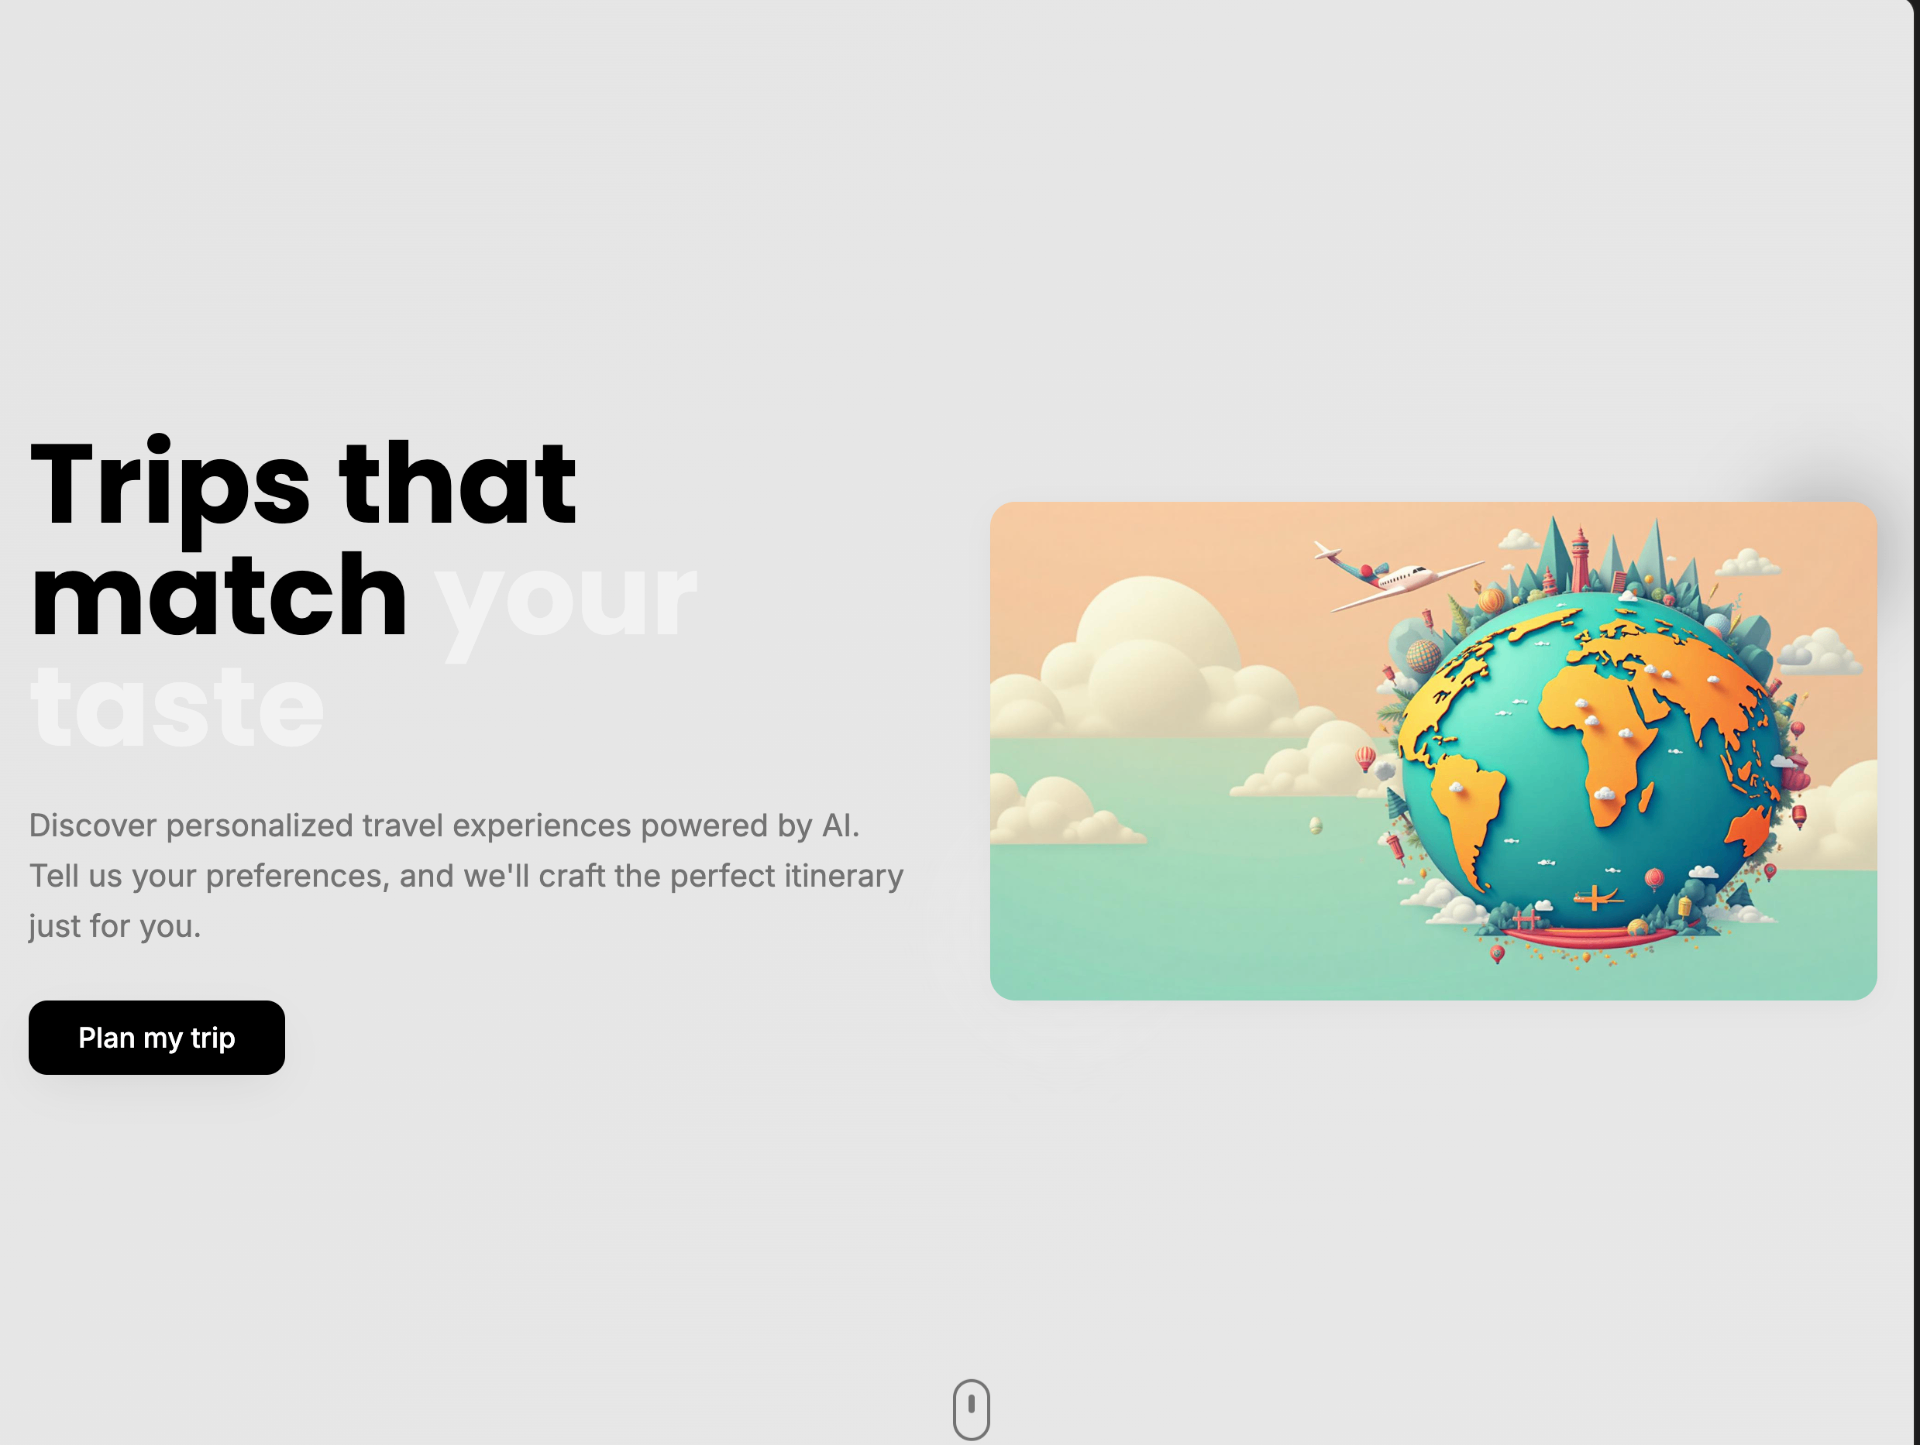 Trips that
match your
taste
Discover personalized travel experiences powered by AI.
Tell us your preferences, and we'll craft the perfect itinerary
just for you.
Plan my trip